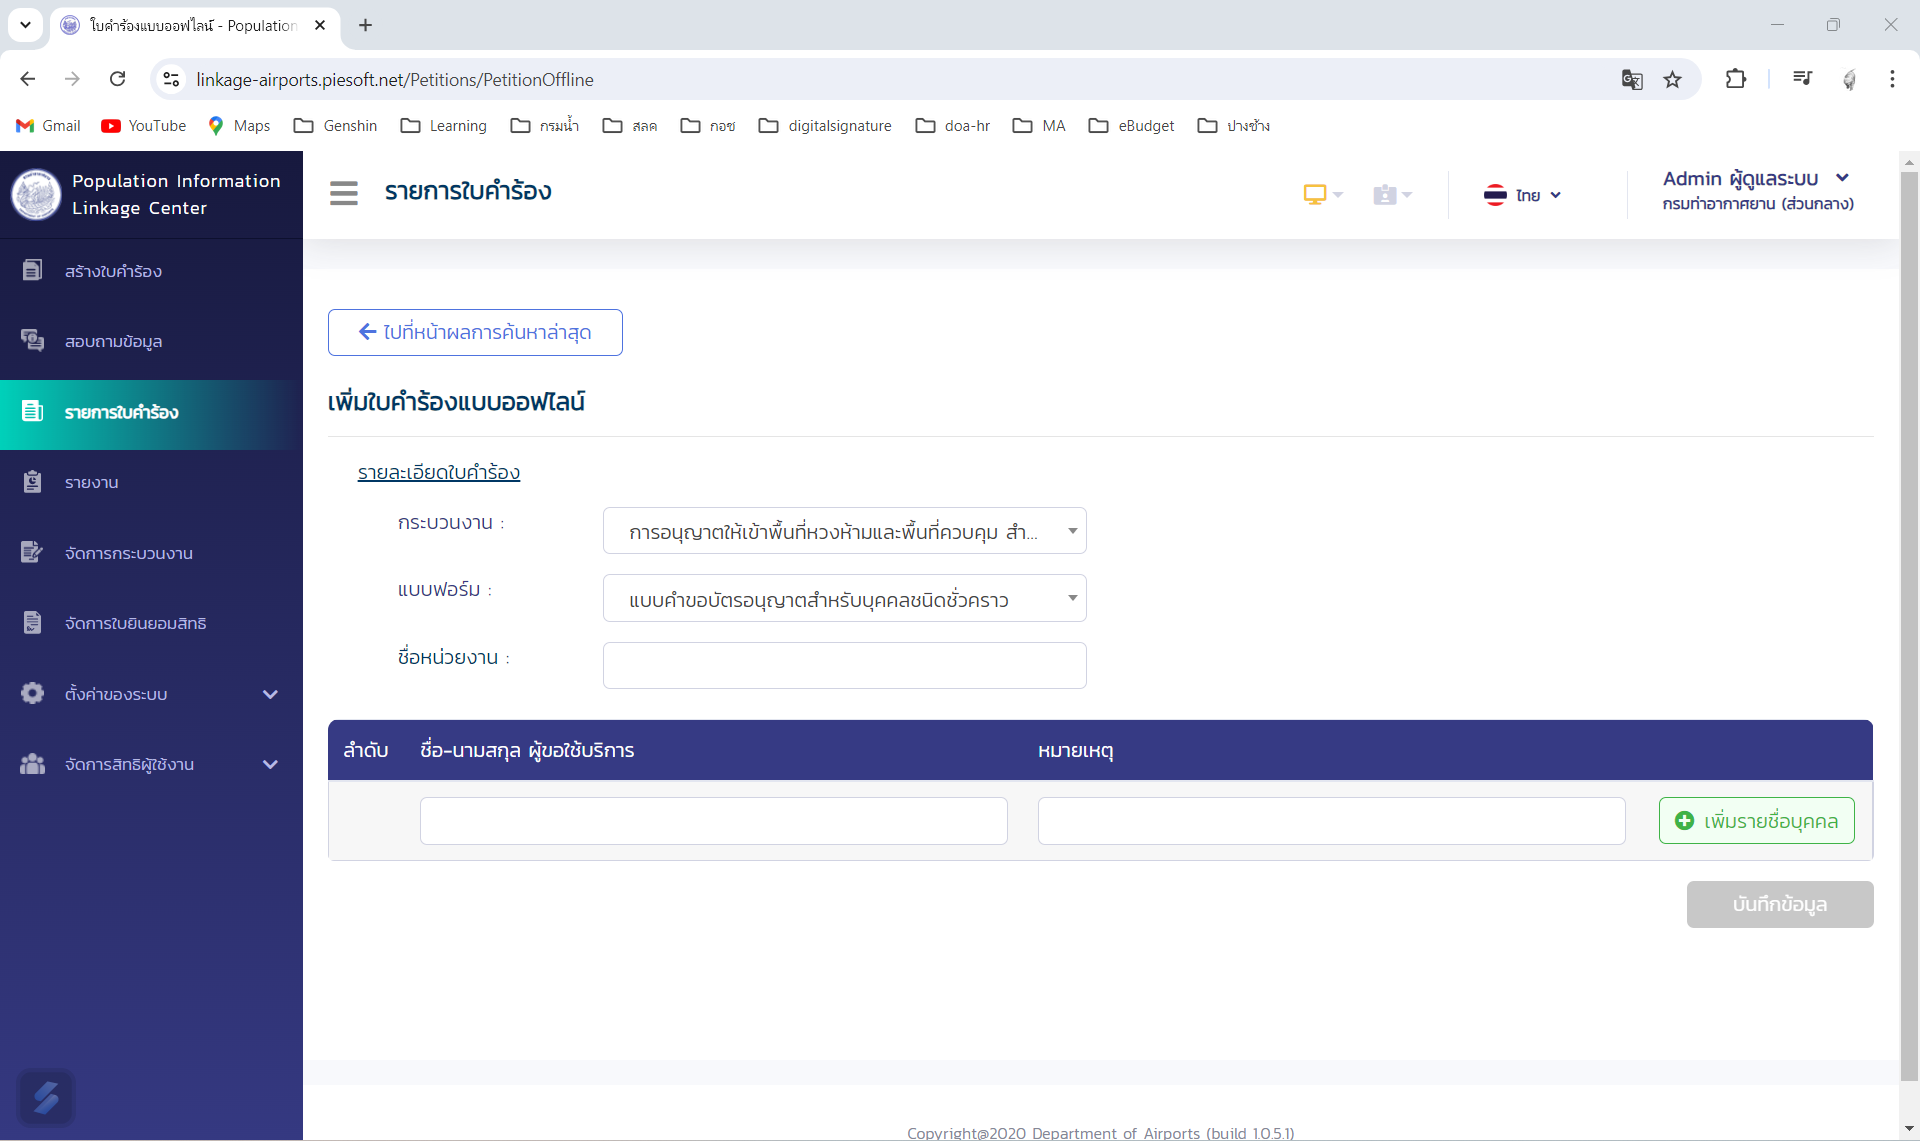 ใบคำร้องแบบออฟไลน์ - Population
linkage-airports.piesoft.net/Petitions/PetitionOffline
Gmail YouTube Maps Genshin Learning กรมน้ำ สลค กอช digitalsignature doa-hr MA eBudget ปางช้าง
Population Information
Linkage Center
รายการใบคำร้อง
ไทย
Admin ผู้ดูแลระบบ
กรมท่าอากาศยาน (ส่วนกลาง)
สร้างใบคำร้อง
สอบถามข้อมูล
รายการใบคำร้อง
รายงาน
จัดการกระบวนงาน
จัดการใบยินยอมสิทธิ
ตั้งค่าของระบบ
จัดการสิทธิผู้ใช้งาน
ไปที่หน้าผลการค้นหาล่าสุด
เพิ่มใบคำร้องแบบออฟไลน์
รายละเอียดใบคำร้อง
กระบวนงาน : การอนุญาตให้เข้าพื้นที่หวงห้ามและพื้นที่ควบคุม สำ...
แบบฟอร์ม : แบบคำขอบัตรอนุญาตสำหรับบุคคลชนิดชั่วคราว
ชื่อหน่วยงาน :
ลำดับ ชื่อ-นามสกุล ผู้ขอใช้บริการ หมายเหตุ
เพิ่มรายชื่อบุคคล
บันทึกข้อมูล
Copyright@2020 Department of Airports (build 1.0.5.1)